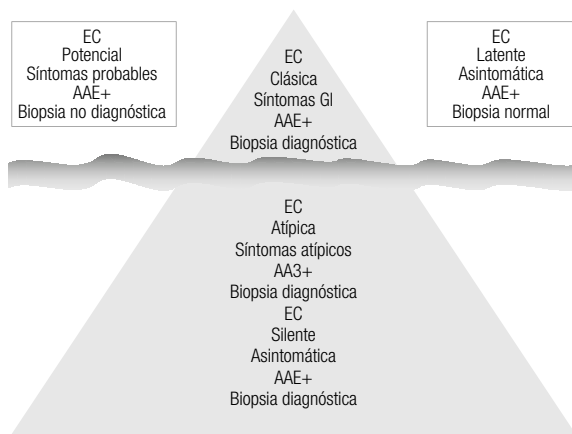 EC
Potencial
Síntomas probables
AAE+
Biopsia no diagnóstica
EC
Clásica
Síntomas GI
AAE+
Biopsia diagnóstica
EC
Latente
Asintomática
AAE+
Biopsia normal
EC
Atípica
Síntomas atípicos
AA3+
Biopsia diagnóstica
EC
Silente
Asintomática
AAE+
Biopsia diagnóstica